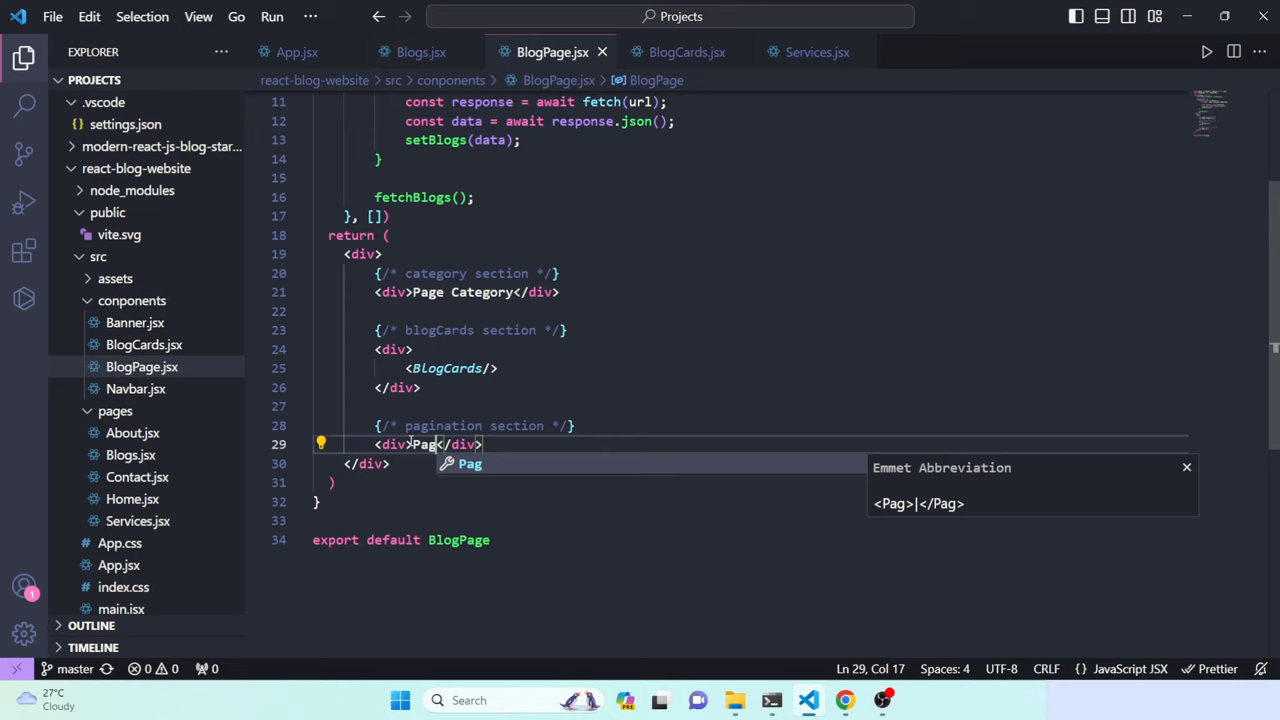 File Edit Selection View Go Run ··· Projects
EXPLORER ···
App.jsx Blogs.jsx BlogPage.jsx BlogCards.jsx Services.jsx
PROJECTS
react-blog-website > src > conponents > BlogPage.jsx > BlogPage
.vscode
settings.json
modern-react-js-blog-star...
react-blog-website
node_modules
public
vite.svg
src
assets
conponents
Banner.jsx
BlogCards.jsx
BlogPage.jsx
Navbar.jsx
pages
About.jsx
Blogs.jsx
Contact.jsx
Home.jsx
Services.jsx
App.css
App.jsx
index.css
main.jsx
OUTLINE
TIMELINE
11 const response = await fetch(url);
12 const data = await response.json();
13 setBlogs(data);
14 }
15
16 fetchBlogs();
17 }, [])
18 return (
19 <div>
20 {/* category section */}
21 <div>Page Category</div>
22
23 {/* blogCards section */}
24 <div>
25 <BlogCards/>
26 </div>
27
28 {/* pagination section */}
29 <div>Pag</div>
30 </div>
31 )
32 }
33
34 export default BlogPage
Pag
Emmet Abbreviation
<Pag>|</Pag>
1
master 0 0 0 Ln 29, Col 17 Spaces: 4 UTF-8 CRLF {} JavaScript JSX Prettier
27°C
Cloudy
Search
PRE